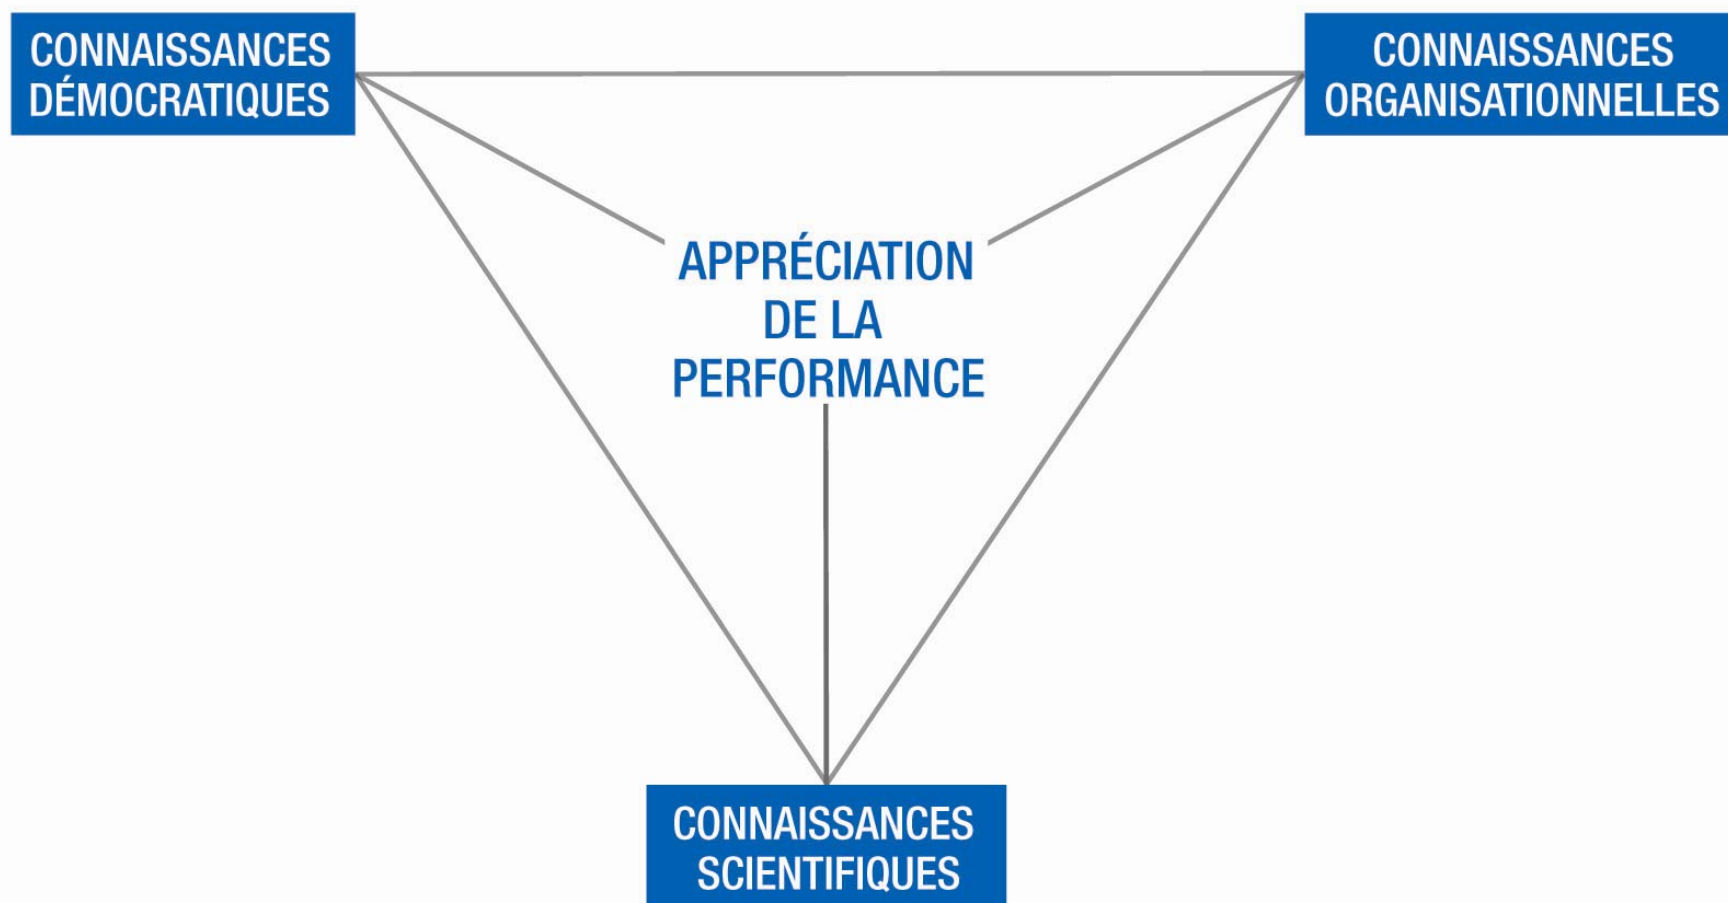 CONNAISSANCES
DÉMOCRATIQUES
CONNAISSANCES
ORGANISATIONNELLES
APPRÉCIATION
DE LA
PERFORMANCE
CONNAISSANCES
SCIENTIFIQUES